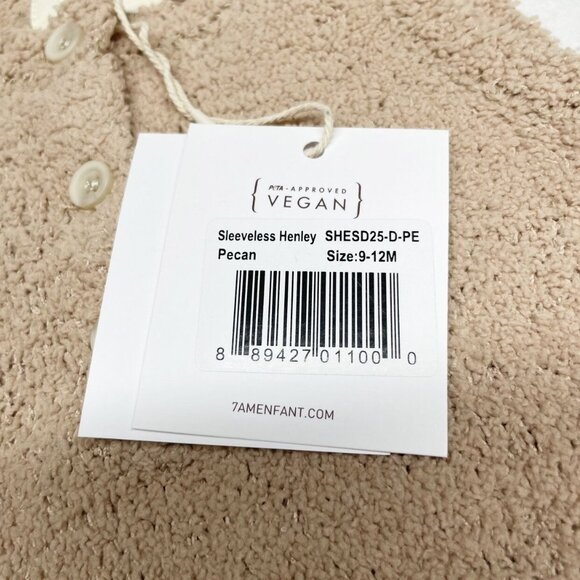 PETA-APPROVED
VEGAN
Sleeveless Henley SHESD25-D-PE
Pecan Size:9-12M
8 89427 01100 0
7AMENFANT.COM